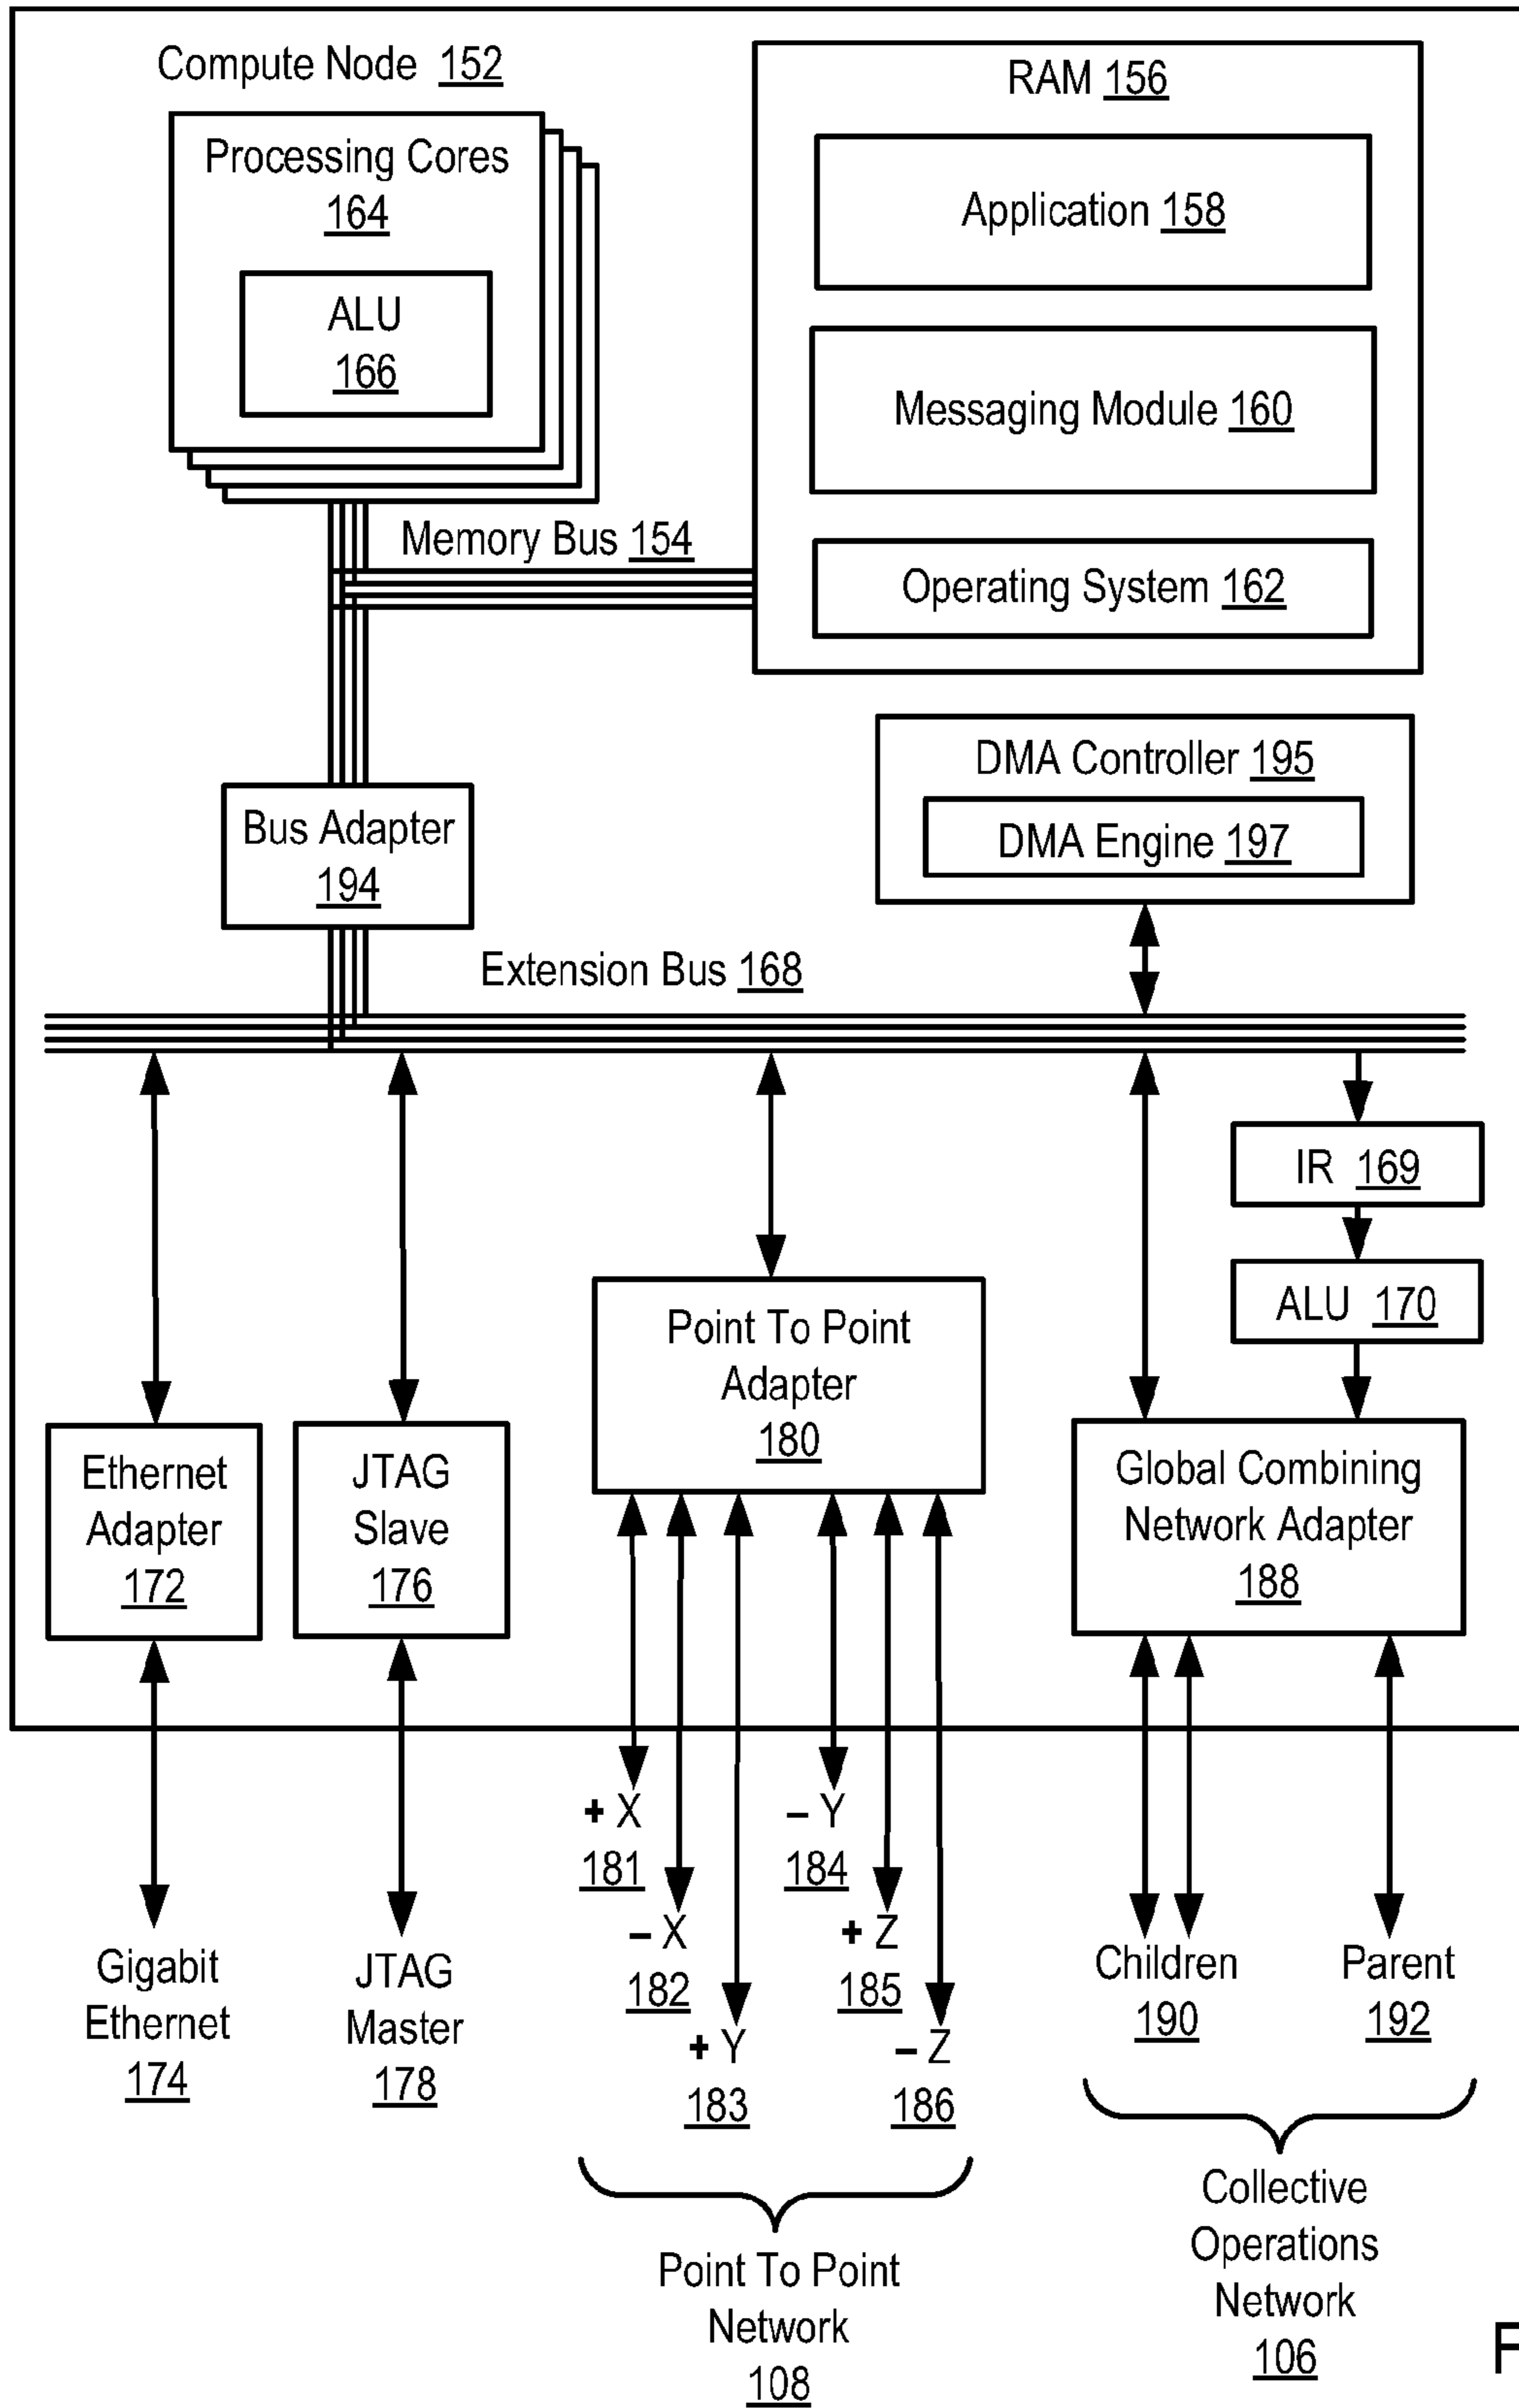 Compute Node 152
RAM 156
Processing Cores
164
ALU
166
Application 158
Messaging Module 160
Memory Bus 154
Operating System 162
DMA Controller 195
DMA Engine 197
Bus Adapter
194
Extension Bus 168
IR 169
ALU 170
Point To Point
Adapter
180
Ethernet
Adapter
172
JTAG
Slave
176
Global Combining
Network Adapter
188
+ X
181
– X
182
+ Y
183
– Y
184
+ Z
185
– Z
186
Gigabit
Ethernet
174
JTAG
Master
178
Children
190
Parent
192
Point To Point
Network
108
Collective
Operations
Network
106
F